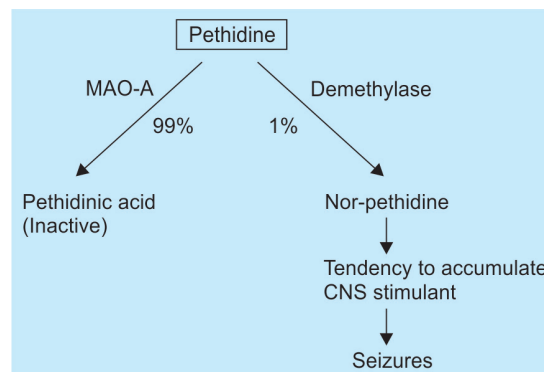 Pethidine
MAO-A
Demethylase
99%
1%
Pethidinic acid
(Inactive)
Nor-pethidine
Tendency to accumulate
CNS stimulant
Seizures